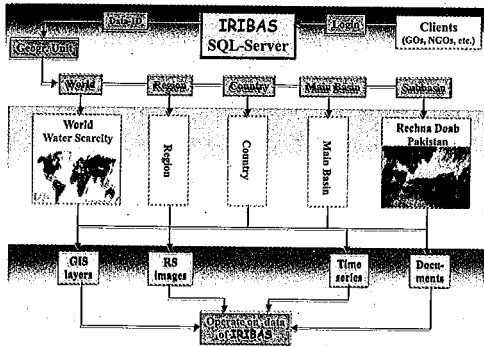 Data-ID
IRIBAS
SQL-Server
Login
Clients
(GOs, NGOs, etc.)
Geogr. Unit
World
Region
Country
Main Basin
Subbasin
World
Water Scarcity
Region
Country
Main Basin
Rechna Doab
Pakistan
GIS
layers
RS
images
Time
series
Docu-
ments
Operate on data
of IRIBAS